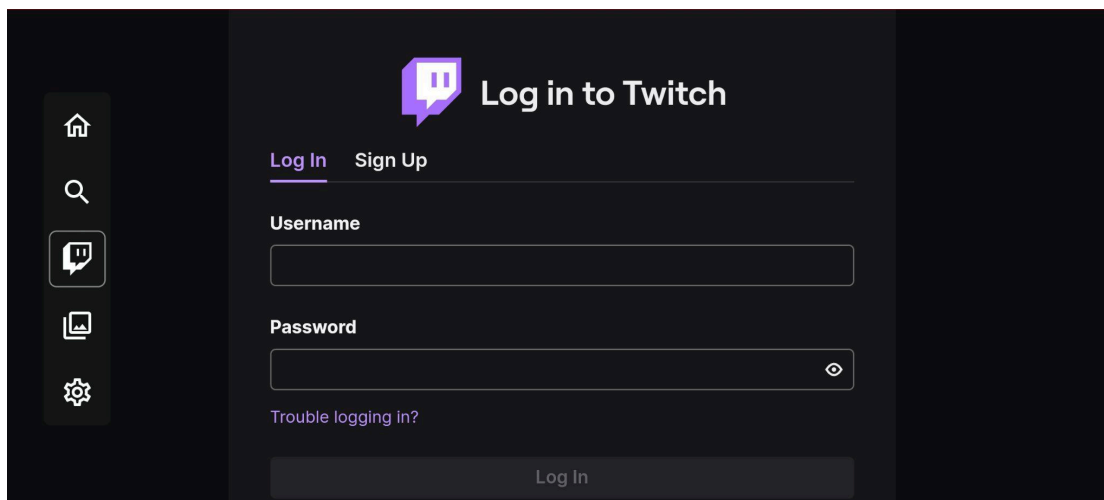 Log in to Twitch
Log In Sign Up
Username
Password
Trouble logging in?
Log In